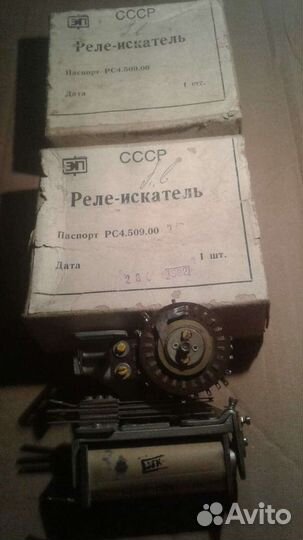 ЭП
СССР
Реле-искатель
Паспорт РС4.500.00
1 шт.
Дата
ЭП
СССР
Реле-искатель
Паспорт РС4.509.00
1 шт.
Дата
Avito